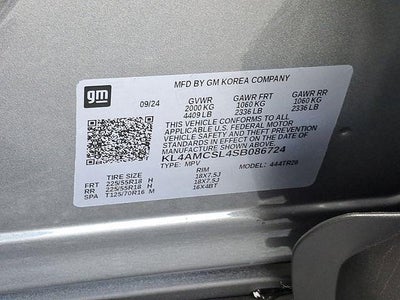 gm
MFD BY GM KOREA COMPANY
09/24 GVWR GAWR FRT GAWR RR
2000 KG 1060 KG 1060 KG
4409 LB 2336 LB 2336 LB
THIS VEHICLE CONFORMS TO ALL APPLICABLE
U.S. FEDERAL MOTOR
VEHICLE SAFETY AND THEFT PREVENTION
STANDARDS IN EFFECT ON THE DATE OF
MANUFACTURE SHOWN ABOVE.
KL4AMCSL4SB086724
TYPE: MPV MODEL: 444TR26
TIRE SIZE RIM
FRT 225/55R18 H 18X7.5J
RR 225/55R18 H 18X7.5J
SPA T125/70R16 M 16X4BT